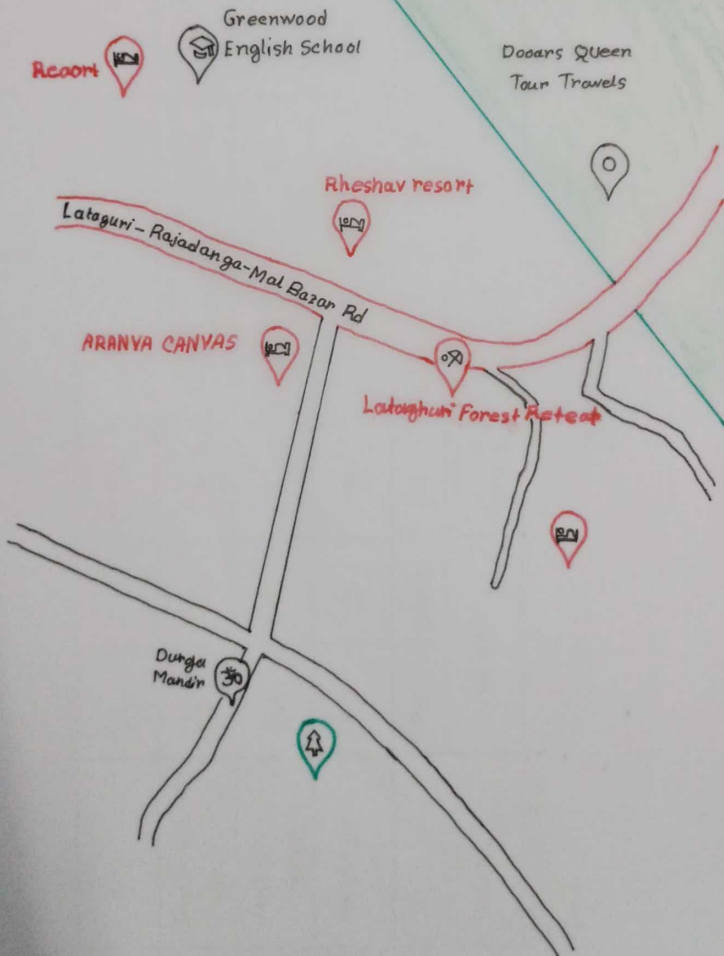 Greenwood
English School
Reoort
Dooars Queen
Tour Travels
Rheshav resort
Lataguri-Rajadanga-Mal Bazar Rd
ARANYA CANVAS
Lataghuri Forest Reteat
Durga
Mandir
ॐ